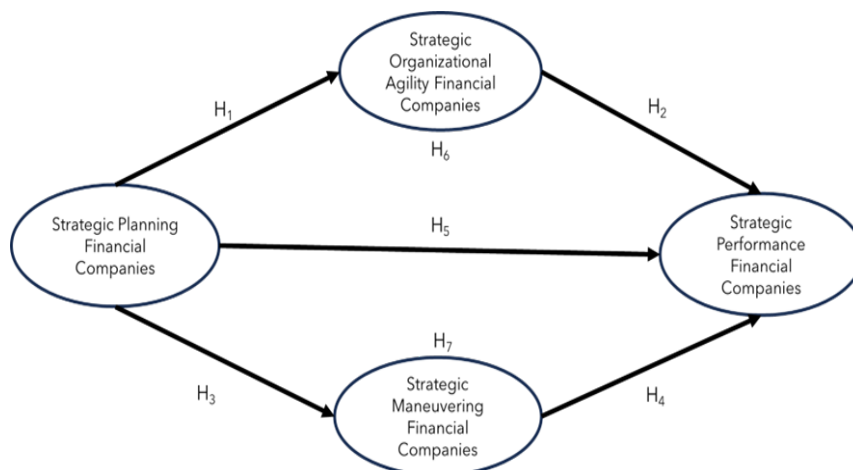 Strategic
Organizational
Agility Financial
Companies
H₁
H₂
H₆
Strategic Planning
Financial
Companies
H₅
Strategic
Performance
Financial
Companies
H₇
H₃
Strategic
Maneuvering
Financial
Companies
H₄